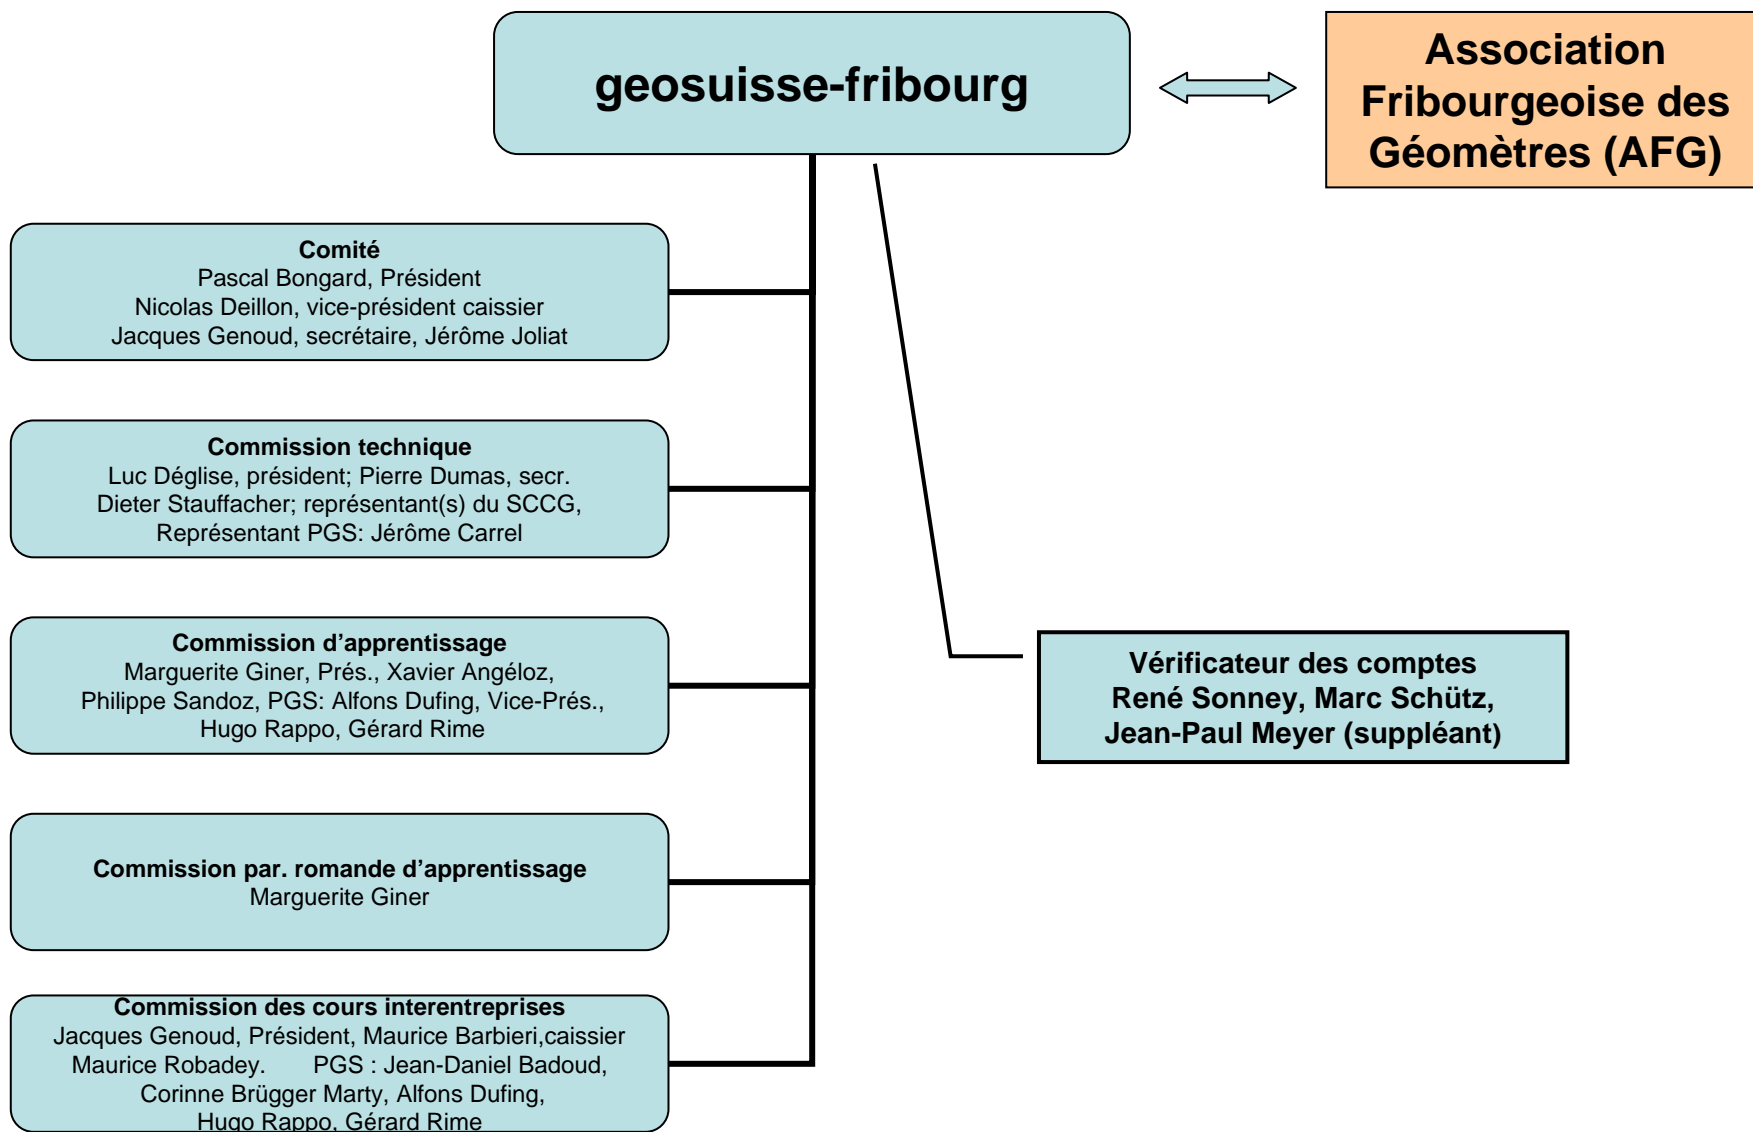 geosuisse-fribourg
Association
Fribourgeoise des
Géomètres (AFG)
Comité
Pascal Bongard, Président
Nicolas Deillon, vice-président caissier
Jacques Genoud, secrétaire, Jérôme Joliat
Commission technique
Luc Déglise, président; Pierre Dumas, secr.
Dieter Stauffacher; représentant(s) du SCCG,
Représentant PGS: Jérôme Carrel
Commission d’apprentissage
Marguerite Giner, Prés., Xavier Angéloz,
Philippe Sandoz, PGS: Alfons Dufing, Vice-Prés.,
Hugo Rappo, Gérard Rime
Vérificateur des comptes
René Sonney, Marc Schütz,
Jean-Paul Meyer (suppléant)
Commission par. romande d’apprentissage
Marguerite Giner
Commission des cours interentreprises
Jacques Genoud, Président, Maurice Barbieri,caissier
Maurice Robadey. PGS : Jean-Daniel Badoud,
Corinne Brügger Marty, Alfons Dufing,
Hugo Rappo, Gérard Rime